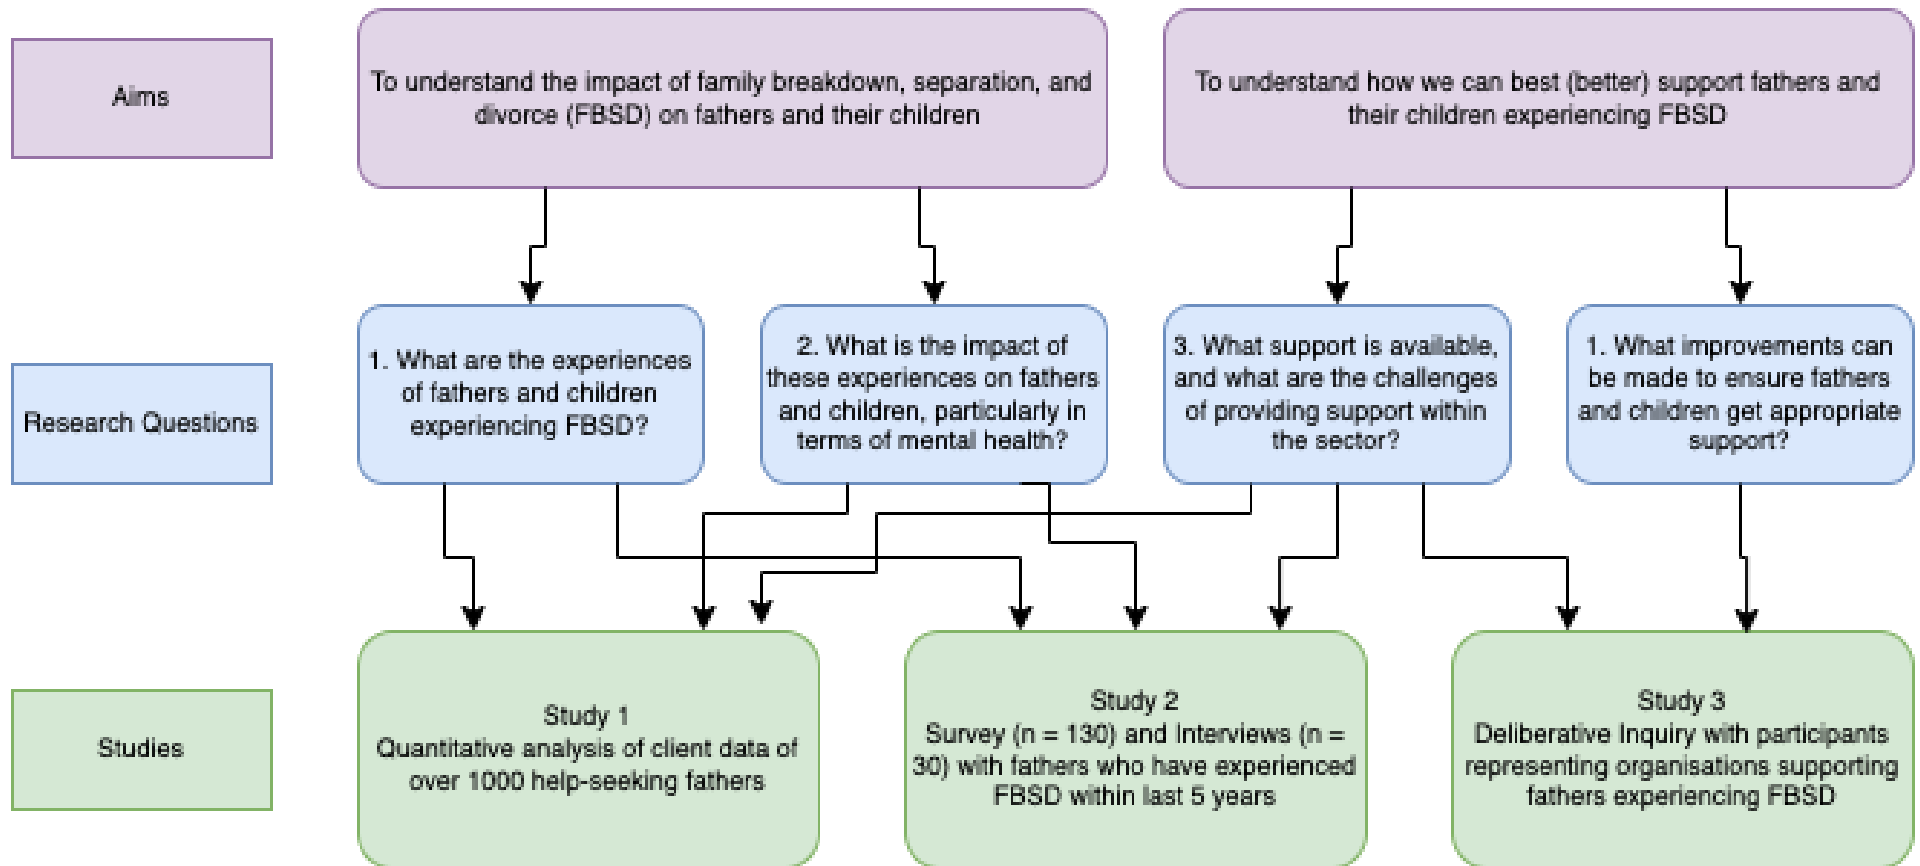 Aims
To understand the impact of family breakdown, separation, and
divorce (FBSD) on fathers and their children
To understand how we can best (better) support fathers and
their children experiencing FBSD
Research Questions
1. What are the experiences
of fathers and children
experiencing FBSD?
2. What is the impact of
these experiences on fathers
and children, particularly in
terms of mental health?
3. What support is available,
and what are the challenges
of providing support within
the sector?
1. What improvements can
be made to ensure fathers
and children get appropriate
support?
Studies
Study 1
Quantitative analysis of client data of
over 1000 help-seeking fathers
Study 2
Survey (n = 130) and Interviews (n =
30) with fathers who have experienced
FBSD within last 5 years
Study 3
Deliberative Inquiry with participants
representing organisations supporting
fathers experiencing FBSD